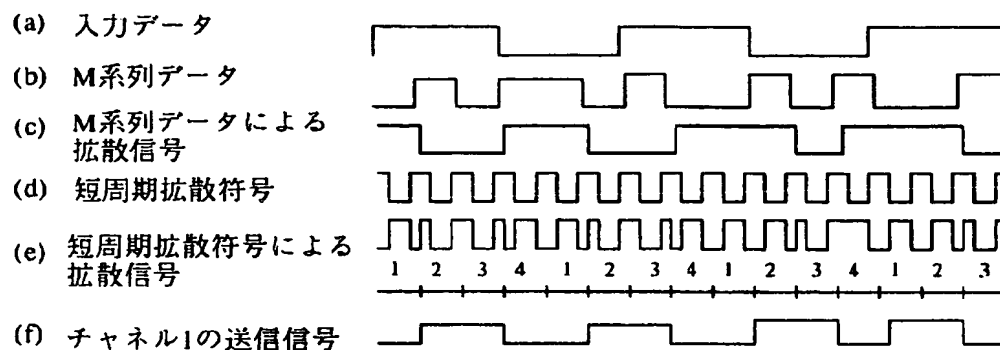 (a) 入力データ
(b) M系列データ
(c) M系列データによる
拡散信号
(d) 短周期拡散符号
(e) 短周期拡散符号による
拡散信号
1 2 3 4 1 2 3 4 1 2 3 4 1 2 3
(f) チャネル1の送信信号